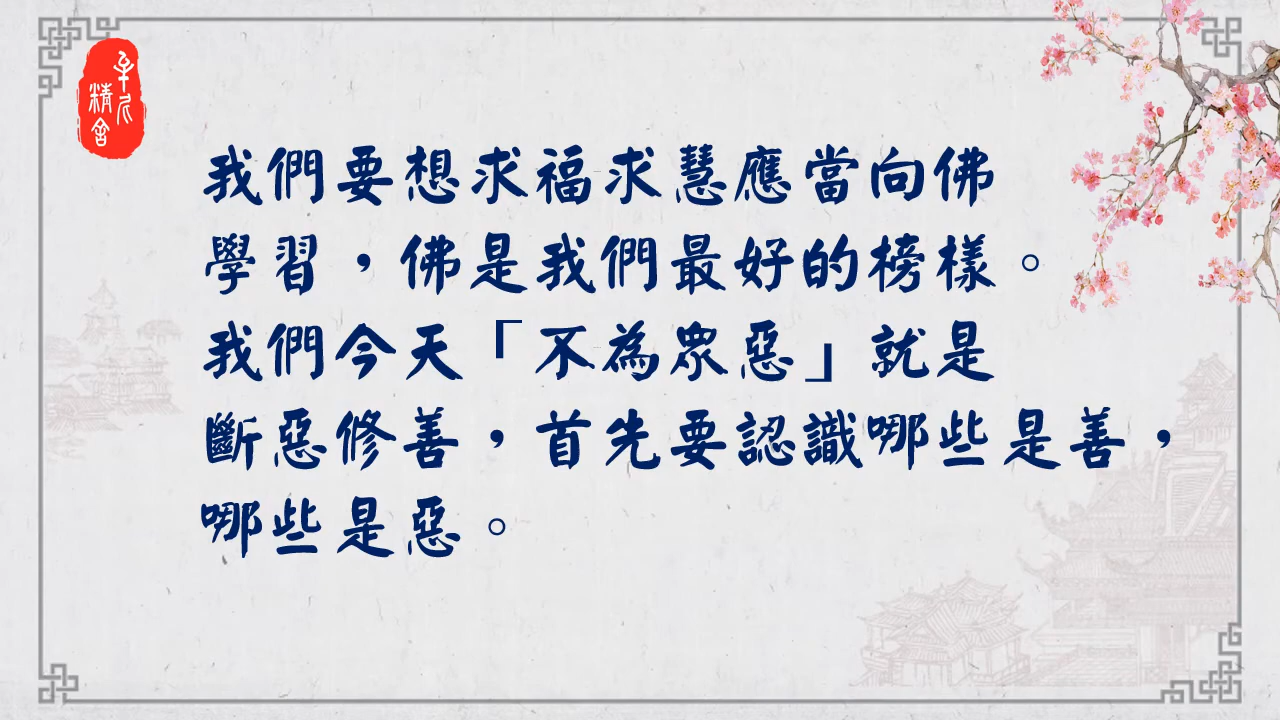 精舍
我們要想求福求慧應當向佛
學習，佛是我們最好的榜樣。
我們今天「不為眾惡」就是
斷惡修善，首先要認識哪些是善，
哪些是惡。